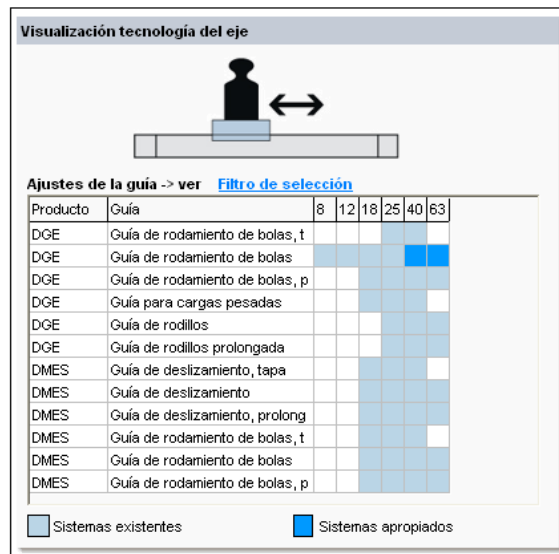 Visualización tecnología del eje
Ajustes de la guía -> ver Filtro de selección
Producto Guía 8 12 18 25 40 63
DGE Guía de rodamiento de bolas, t
DGE Guía de rodamiento de bolas
DGE Guía de rodamiento de bolas, p
DGE Guía para cargas pesadas
DGE Guía de rodillos
DGE Guía de rodillos prolongada
DMES Guía de deslizamiento, tapa
DMES Guía de deslizamiento
DMES Guía de deslizamiento, prolong
DMES Guía de rodamiento de bolas, t
DMES Guía de rodamiento de bolas
DMES Guía de rodamiento de bolas, p
Sistemas existentes Sistemas apropiados